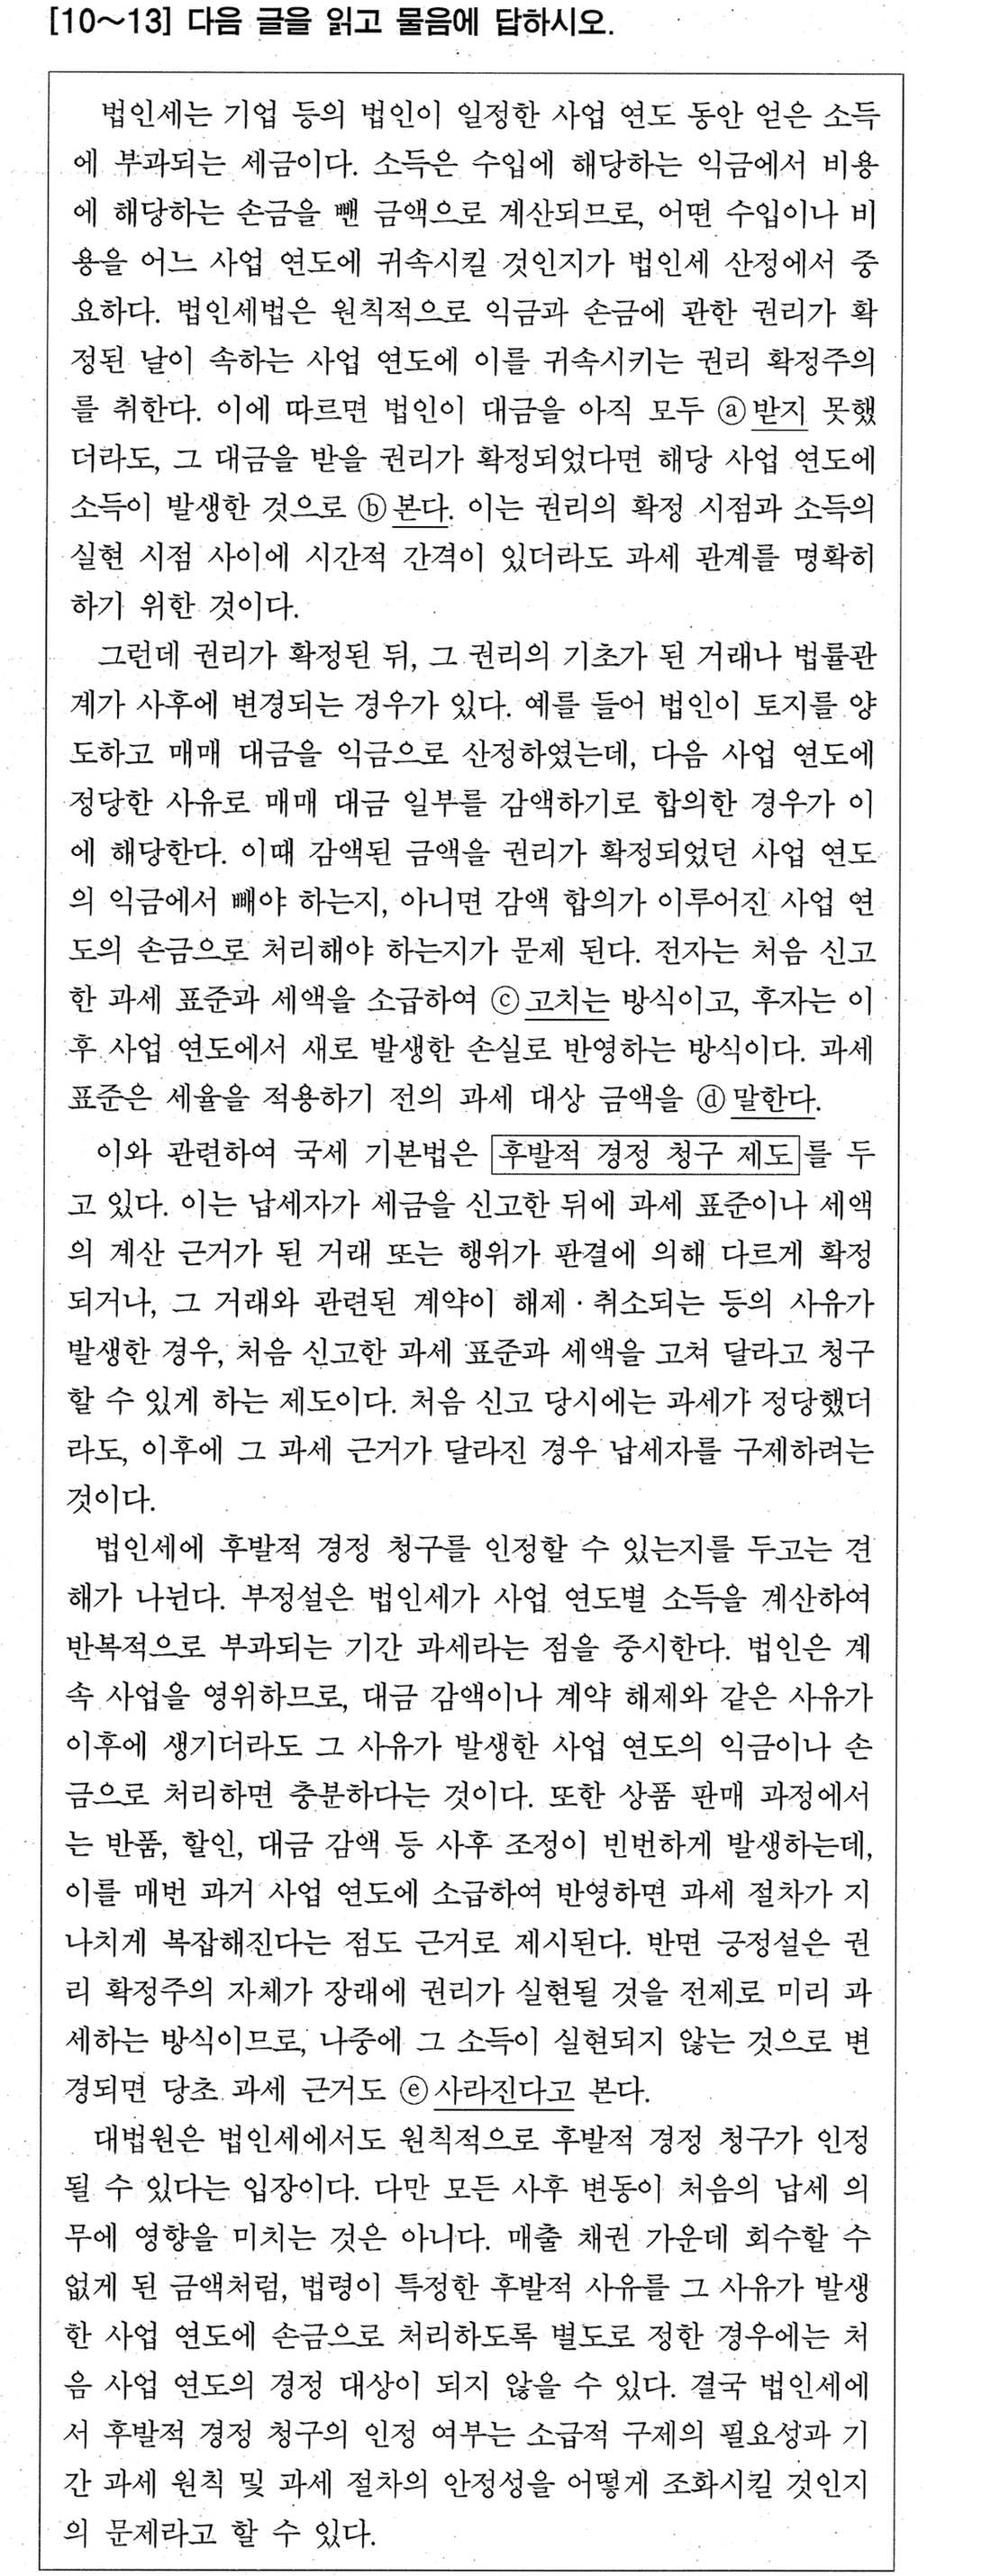 [10~13] 다음 글을 읽고 물음에 답하시오.
법인세는 기업 등의 법인이 일정한 사업 연도 동안 얻은 소득
에 부과되는 세금이다. 소득은 수입에 해당하는 익금에서 비용
에 해당하는 손금을 뺀 금액으로 계산되므로, 어떤 수입이나 비
용을 어느 사업 연도에 귀속시킬 것인지가 법인세 산정에서 중
요하다. 법인세법은 원칙적으로 익금과 손금에 관한 권리가 확
정된 날이 속하는 사업 연도에 이를 귀속시키는 권리 확정주의
를 취한다. 이에 따르면 법인이 대금을 아직 모두 ⓐ받지 못했
더라도, 그 대금을 받을 권리가 확정되었다면 해당 사업 연도에
소득이 발생한 것으로 ⓑ본다. 이는 권리의 확정 시점과 소득의
실현 시점 사이에 시간적 간격이 있더라도 과세 관계를 명확히
하기 위한 것이다.
그런데 권리가 확정된 뒤, 그 권리의 기초가 된 거래나 법률관
계가 사후에 변경되는 경우가 있다. 예를 들어 법인이 토지를 양
도하고 매매 대금을 익금으로 산정하였는데, 다음 사업 연도에
정당한 사유로 매매 대금 일부를 감액하기로 합의한 경우가 이
에 해당한다. 이때 감액된 금액을 권리가 확정되었던 사업 연도
의 익금에서 빼야 하는지, 아니면 감액 합의가 이루어진 사업 연
도의 손금으로 처리해야 하는지가 문제 된다. 전자는 처음 신고
한 과세 표준과 세액을 소급하여 ⓒ고치는 방식이고, 후자는 이
후 사업 연도에서 새로 발생한 손실로 반영하는 방식이다. 과세
표준은 세율을 적용하기 전의 과세 대상 금액을 ⓓ말한다.
이와 관련하여 국세 기본법은 후발적 경정 청구 제도를 두
고 있다. 이는 납세자가 세금을 신고한 뒤에 과세 표준이나 세액
의 계산 근거가 된 거래 또는 행위가 판결에 의해 다르게 확정
되거나, 그 거래와 관련된 계약이 해제·취소되는 등의 사유가
발생한 경우, 처음 신고한 과세 표준과 세액을 고쳐 달라고 청구
할 수 있게 하는 제도이다. 처음 신고 당시에는 과세가 정당했더
라도, 이후에 그 과세 근거가 달라진 경우 납세자를 구제하려는
것이다.
법인세에 후발적 경정 청구를 인정할 수 있는지를 두고는 견
해가 나뉜다. 부정설은 법인세가 사업 연도별 소득을 계산하여
반복적으로 부과되는 기간 과세라는 점을 중시한다. 법인은 계
속 사업을 영위하므로, 대금 감액이나 계약 해제와 같은 사유가
이후에 생기더라도 그 사유가 발생한 사업 연도의 익금이나 손
금으로 처리하면 충분하다는 것이다. 또한 상품 판매 과정에서
는 반품, 할인, 대금 감액 등 사후 조정이 빈번하게 발생하는데,
이를 매번 과거 사업 연도에 소급하여 반영하면 과세 절차가 지
나치게 복잡해진다는 점도 근거로 제시된다. 반면 긍정설은 권
리 확정주의 자체가 장래에 권리가 실현될 것을 전제로 미리 과
세하는 방식이므로, 나중에 그 소득이 실현되지 않는 것으로 변
경되면 당초 과세 근거도 ⓔ사라진다고 본다.
대법원은 법인세에서도 원칙적으로 후발적 경정 청구가 인정
될 수 있다는 입장이다. 다만 모든 사후 변동이 처음의 납세 의
무에 영향을 미치는 것은 아니다. 매출 채권 가운데 회수할 수
없게 된 금액처럼, 법령이 특정한 후발적 사유를 그 사유가 발생
한 사업 연도에 손금으로 처리하도록 별도로 정한 경우에는 처
음 사업 연도의 경정 대상이 되지 않을 수 있다. 결국 법인세에
서 후발적 경정 청구의 인정 여부는 소급적 구제의 필요성과 기
간 과세 원칙 및 과세 절차의 안정성을 어떻게 조화시킬 것인지
의 문제라고 할 수 있다.